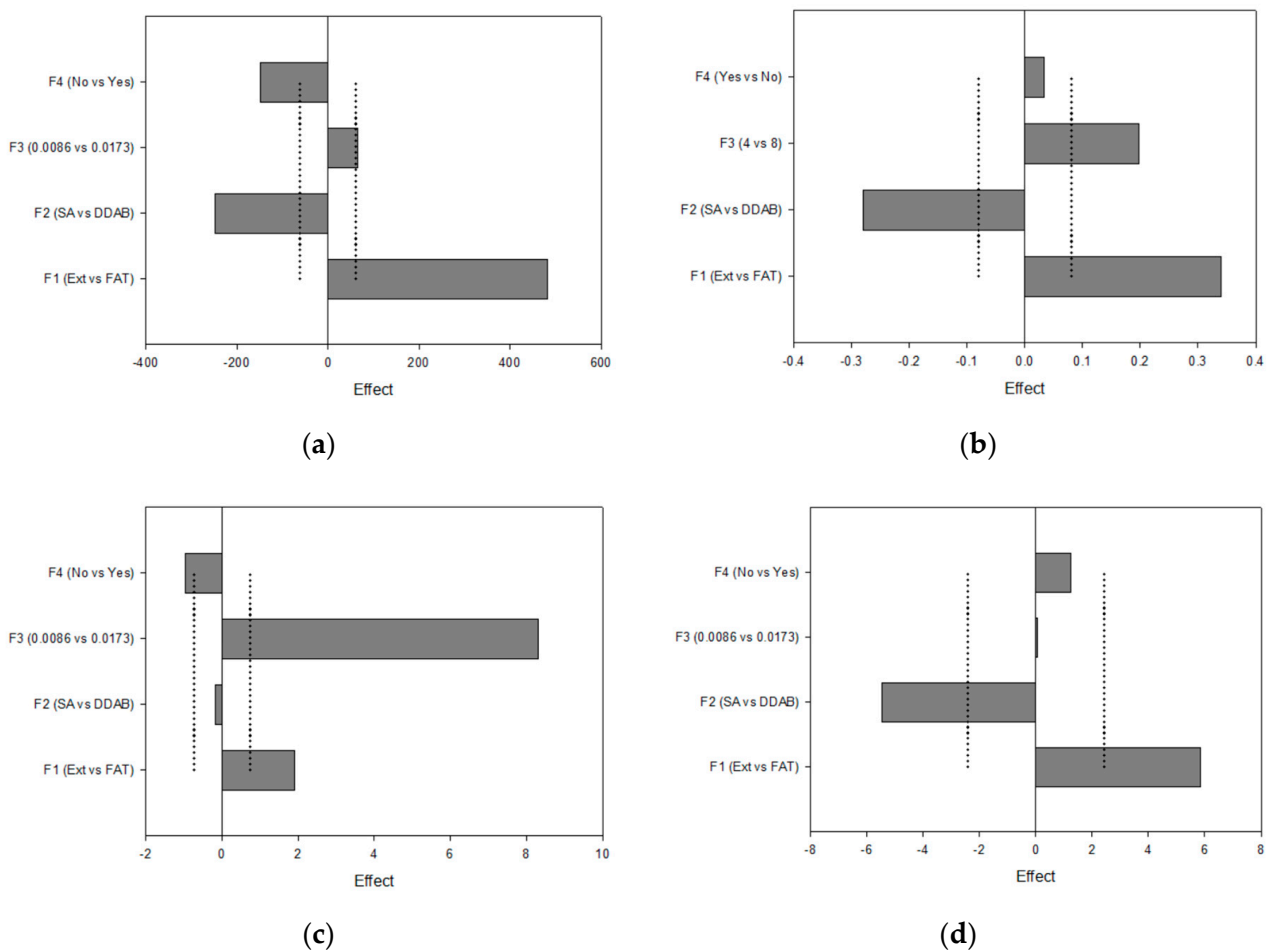 F4 (No vs Yes)
F3 (0.0086 vs 0.0173)
F2 (SA vs DDAB)
F1 (Ext vs FAT)
-400 -200 0 200 400 600
Effect
(a)
F4 (Yes vs No)
F3 (4 vs 8)
F2 (SA vs DDAB)
F1 (Ext vs FAT)
-0.4 -0.3 -0.2 -0.1 0.0 0.1 0.2 0.3 0.4
Effect
(b)
F4 (No vs Yes)
F3 (0.0086 vs 0.0173)
F2 (SA vs DDAB)
F1 (Ext vs FAT)
-2 0 2 4 6 8 10
Effect
(c)
F4 (No vs Yes)
F3 (0.0086 vs 0.0173)
F2 (SA vs DDAB)
F1 (Ext vs FAT)
-8 -6 -4 -2 0 2 4 6 8
Effect
(d)